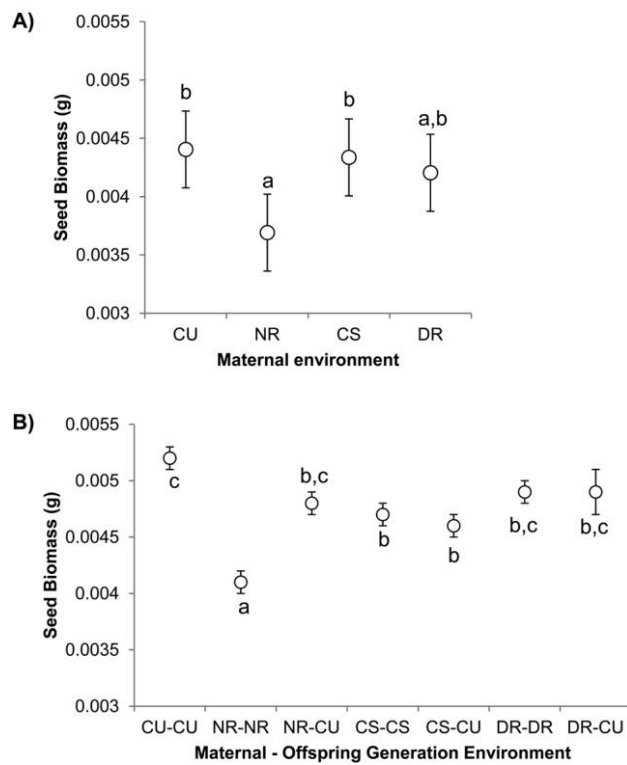 A)
0.0055
0.005
0.0045
0.004
0.0035
0.003
Seed Biomass (g)
b
a
b
a,b
CU NR CS DR
Maternal environment
B)
0.0055
0.005
0.0045
0.004
0.0035
0.003
Seed Biomass (g)
c
a
b,c
b
b
b,c
b,c
CU-CU NR-NR NR-CU CS-CS CS-CU DR-DR DR-CU
Maternal - Offspring Generation Environment